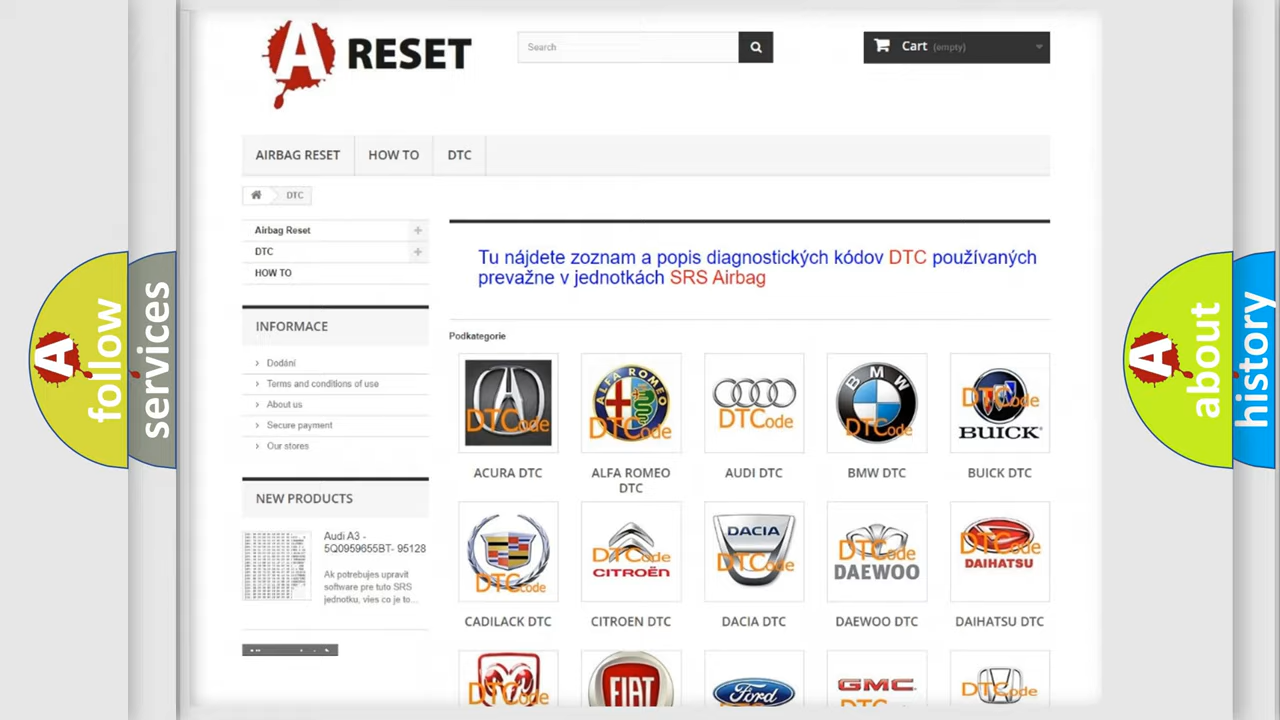 A RESET
Search
Cart (empty)
AIRBAG RESET
HOW TO
DTC
DTC
Airbag Reset
DTC
HOW TO
INFORMACE
Dodání
Terms and conditions of use
About us
Secure payment
Our stores
NEW PRODUCTS
Audi A3 -
5Q0959655BT- 95128
Ak potrebujes upravit
software pre tuto SRS
jednotku, vies co je to...
Tu nájdete zoznam a popis diagnostických kódov DTC používaných
prevažne v jednotkách SRS Airbag
Podkategorie
DTCode
ALFA ROMEO
DTCode
DTCode
BMW
DTCode
DTCode
BUICK
ACURA DTC
ALFA ROMEO
DTC
AUDI DTC
BMW DTC
BUICK DTC
DTCode
DTCode
CITROËN
DACIA
DTCode
DTCode
DAEWOO
DTCode
DAIHATSU
CADILACK DTC
CITROEN DTC
DACIA DTC
DAEWOO DTC
DAIHATSU DTC
DTCode
FIAT
Ford
GMC
DTCode
A follow
services
A about
history